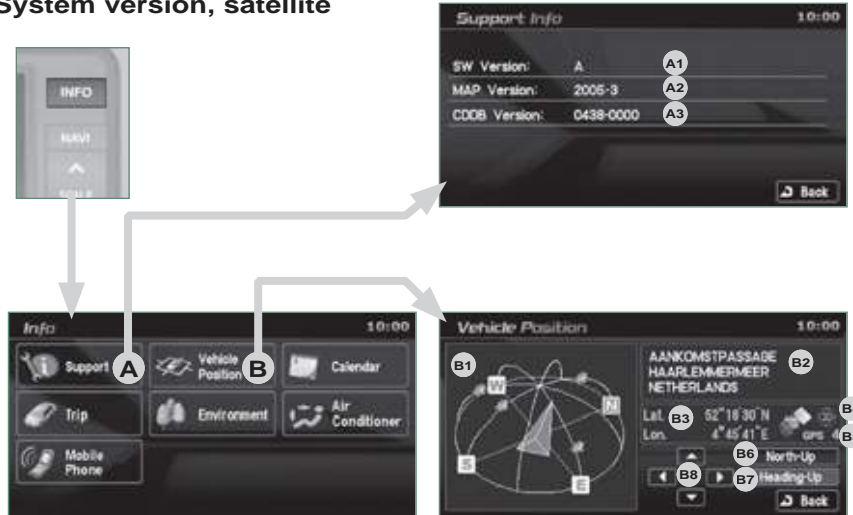 System version, satellite
Support Info 10:00
SW Version: A A1
MAP Version: 2005-3 A2
CDDB Version: 0438-0000 A3
Back
INFO
NAVI
Info 10:00
Support A Vehicle Position B Calendar
Trip Environment Air Conditioner
Mobile Phone
Vehicle Position 10:00
B1
W N S E
AANKOMSTPASSAGE B2
HAARLEMMERMEER
NETHERLANDS
Lat. B3 52°18'30"N
Lon. 4°45'41"E GPS 4
B6 North-Up
B8 B7 Heading-Up
Back